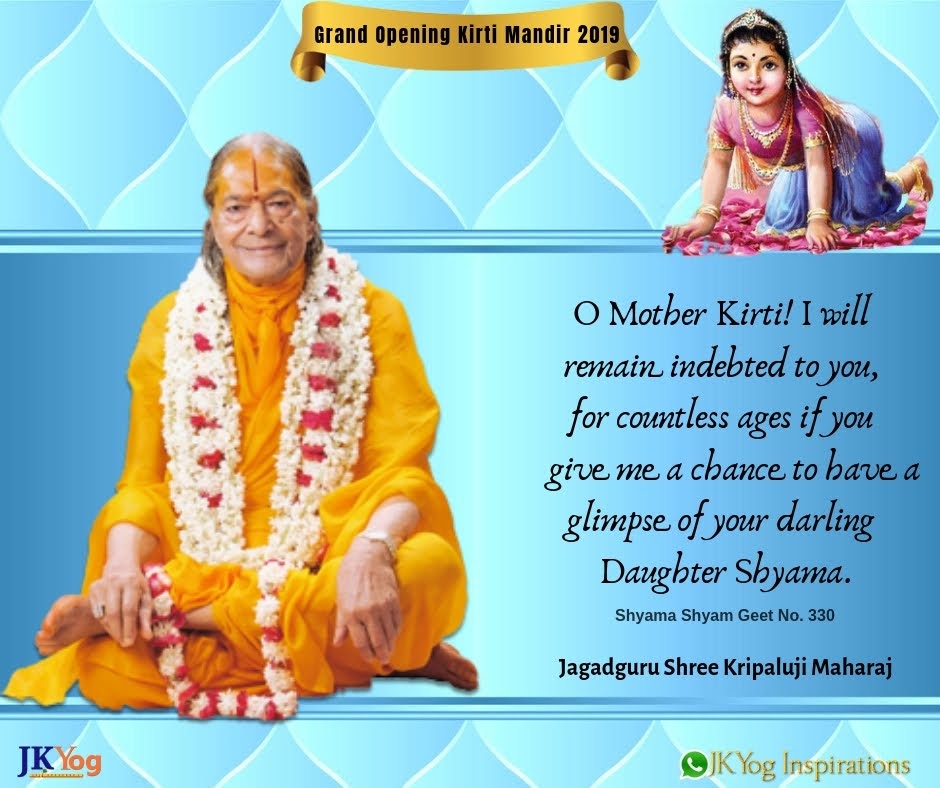 Grand Opening Kirti Mandir 2019
O Mother Kirti! I will
remain indebted to you,
for countless ages if you
give me a chance to have a
glimpse of your darling
Daughter Shyama.
Shyama Shyam Geet No. 330
Jagadguru Shree Kripaluji Maharaj
JKYog
JKYog Inspirations